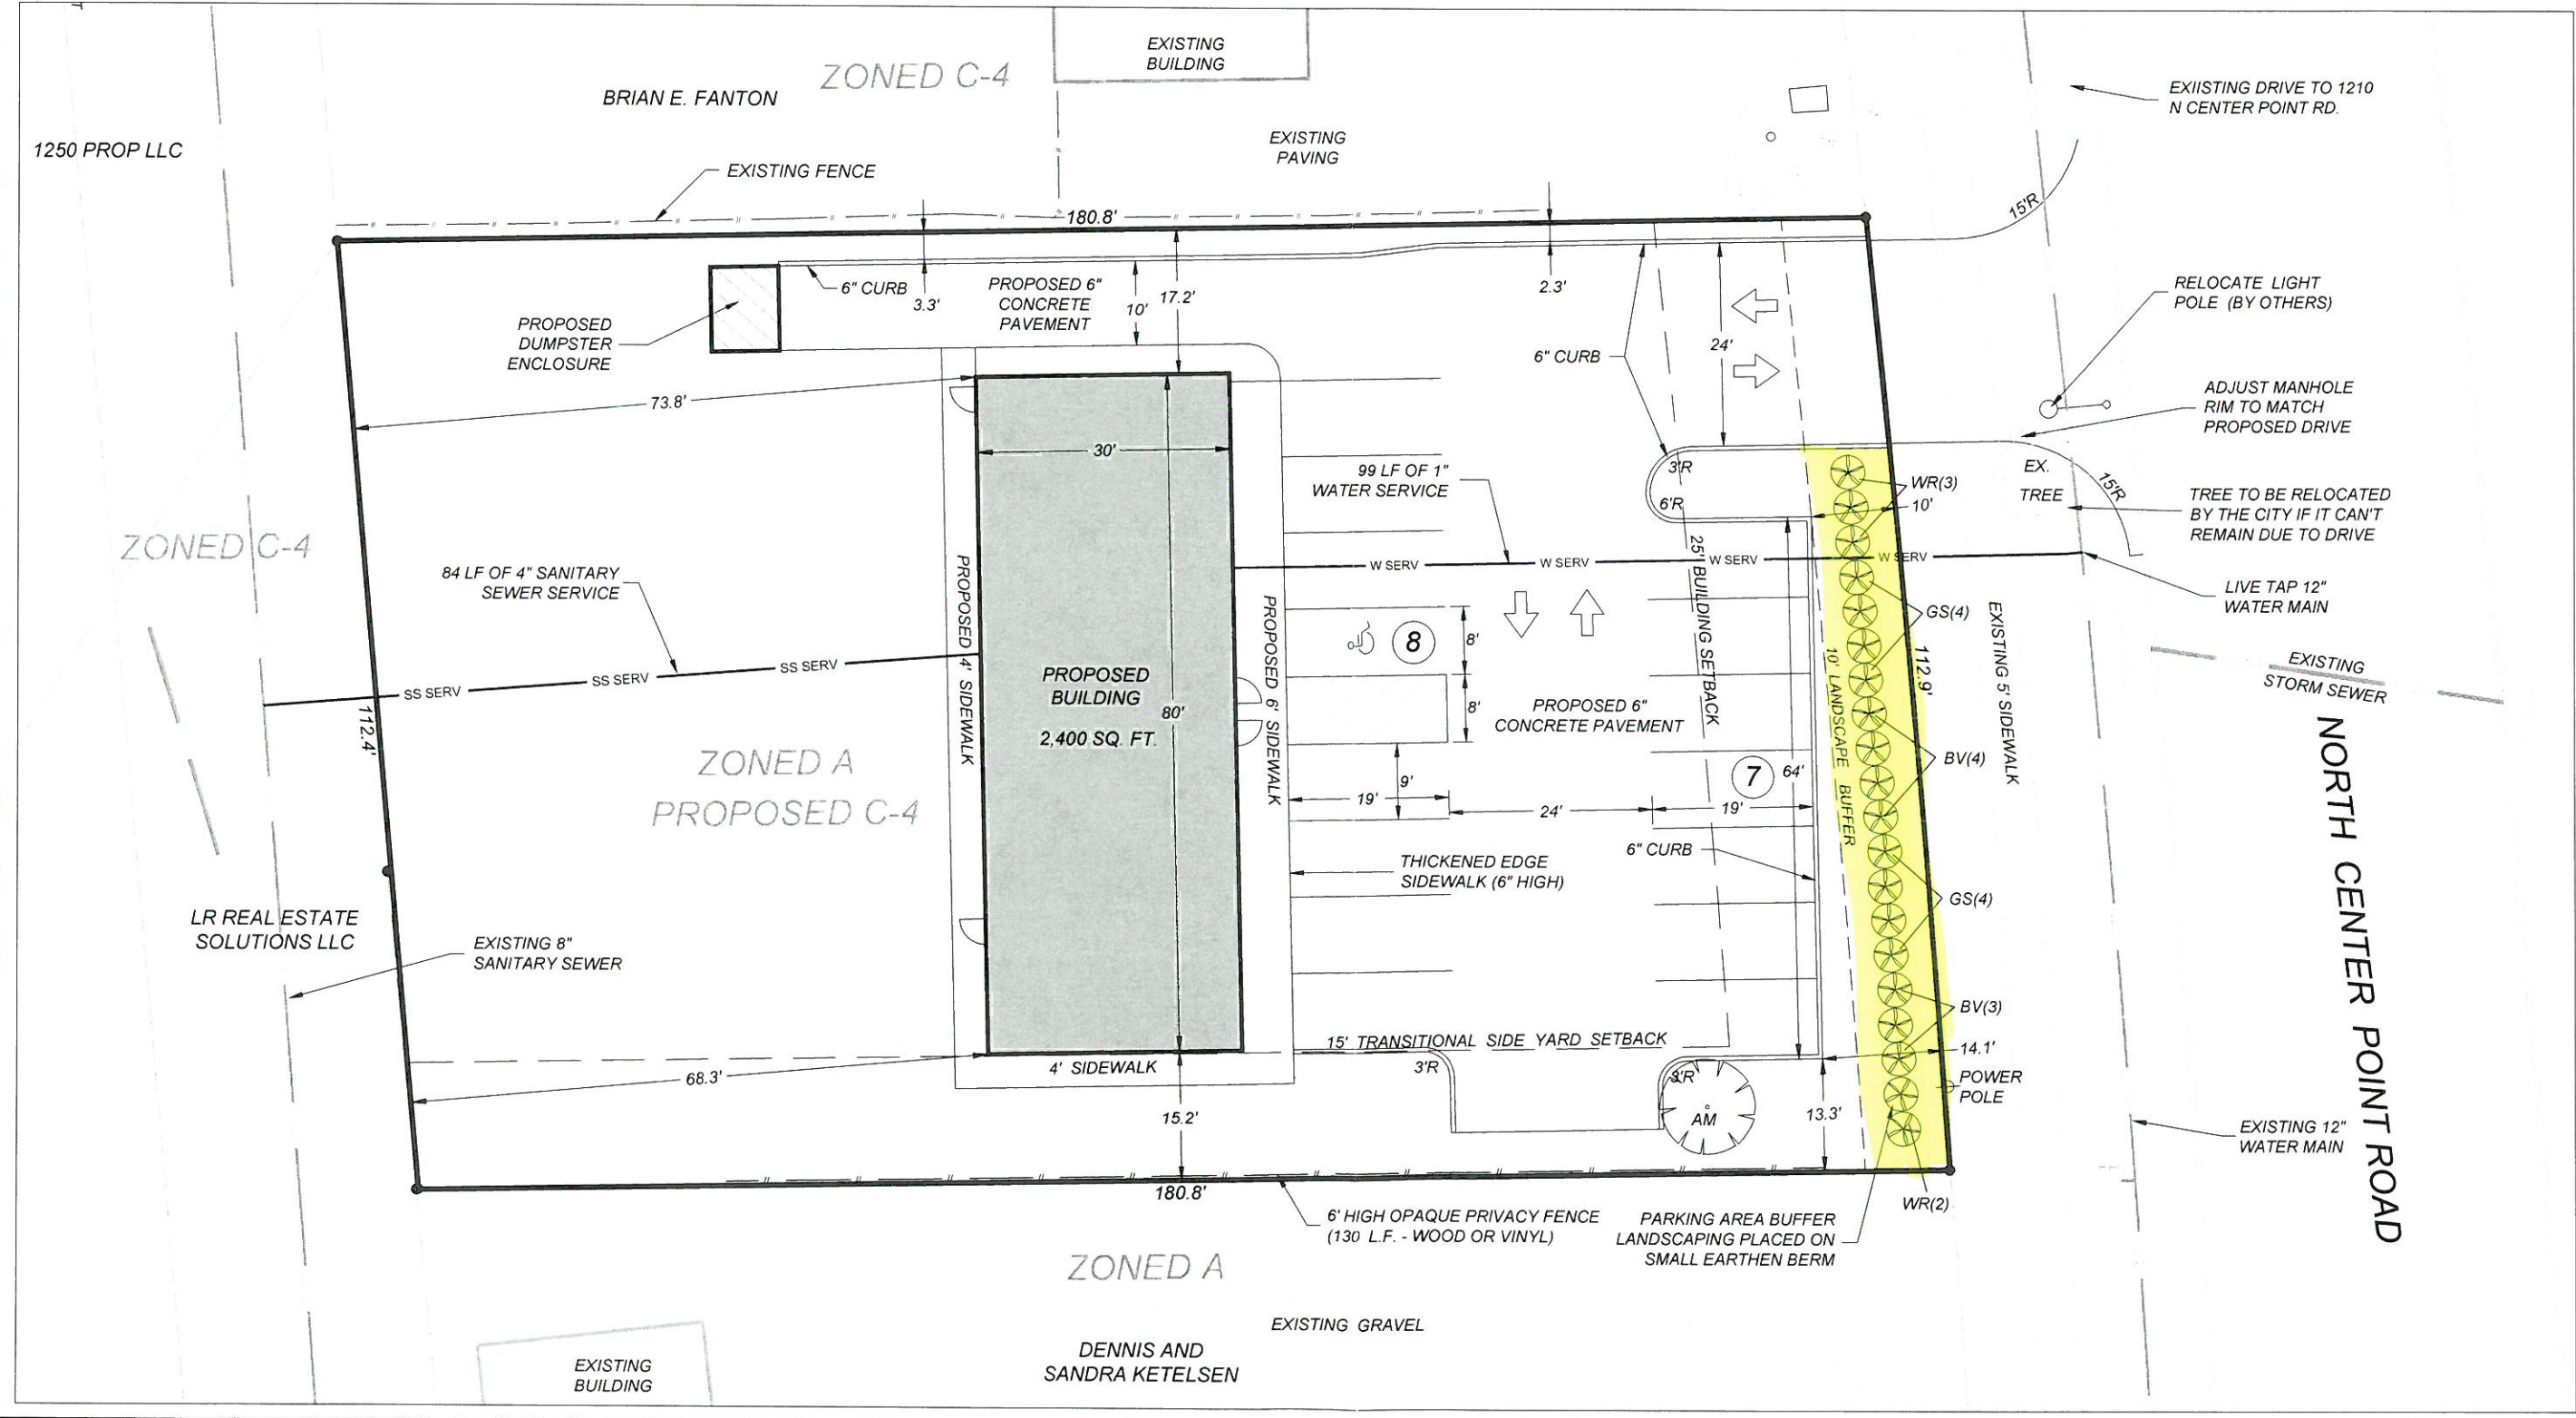 EXISTING
BUILDING
ZONED C-4
BRIAN E. FANTON
1250 PROP LLC
EXIISTING DRIVE TO 1210
N CENTER POINT RD.
EXISTING
PAVING
EXISTING FENCE
180.8'
15'R
6" CURB
3.3'
PROPOSED 6"
CONCRETE
PAVEMENT
10'
17.2'
2.3'
RELOCATE LIGHT
POLE (BY OTHERS)
PROPOSED
DUMPSTER
ENCLOSURE
6" CURB
24'
73.8'
ADJUST MANHOLE
RIM TO MATCH
PROPOSED DRIVE
30'
99 LF OF 1"
WATER SERVICE
3'R
6'R
WR(3)
10'
EX.
TREE
15'R
TREE TO BE RELOCATED
BY THE CITY IF IT CAN'T
REMAIN DUE TO DRIVE
ZONED C-4
84 LF OF 4" SANITARY
SEWER SERVICE
W SERV
W SERV
W SERV
W SERV
LIVE TAP 12"
WATER MAIN
GS(4)
PROPOSED 4' SIDEWALK
PROPOSED 6' SIDEWALK
25' BUILDING SETBACK
10' LANDSCAPE BUFFER
EXISTING 5' SIDEWALK
112.9'
8
8'
SS SERV
SS SERV
SS SERV
PROPOSED
BUILDING
2,400 SQ. FT.
80'
8'
PROPOSED 6"
CONCRETE PAVEMENT
EXISTING
STORM SEWER
112.4'
ZONED A
PROPOSED C-4
BV(4)
7
64'
9'
19'
24'
19'
6" CURB
THICKENED EDGE
SIDEWALK (6" HIGH)
NORTH CENTER POINT ROAD
GS(4)
LR REAL ESTATE
SOLUTIONS LLC
EXISTING 8"
SANITARY SEWER
BV(3)
15' TRANSITIONAL SIDE YARD SETBACK
14.1'
4' SIDEWALK
3'R
3'R
68.3'
POWER
POLE
15.2'
AM
13.3'
EXISTING 12"
WATER MAIN
180.8'
WR(2)
6' HIGH OPAQUE PRIVACY FENCE
(130 L.F. - WOOD OR VINYL)
PARKING AREA BUFFER
LANDSCAPING PLACED ON
SMALL EARTHEN BERM
ZONED A
EXISTING GRAVEL
DENNIS AND
SANDRA KETELSEN
EXISTING
BUILDING